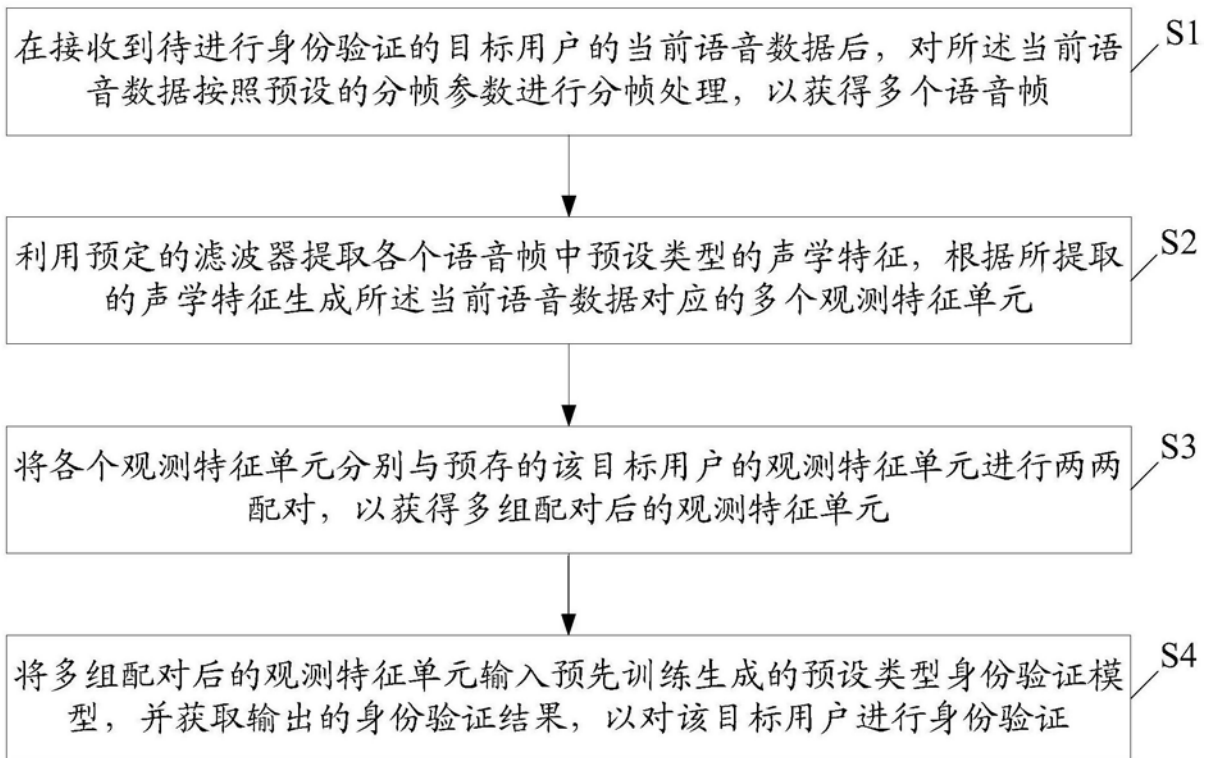 在接收到待进行身份验证的目标用户的当前语音数据后，对所述当前语
音数据按照预设的分帧参数进行分帧处理，以获得多个语音帧
S1
利用预定的滤波器提取各个语音帧中预设类型的声学特征，根据所提取
的声学特征生成所述当前语音数据对应的多个观测特征单元
S2
将各个观测特征单元分别与预存的该目标用户的观测特征单元进行两两
配对，以获得多组配对后的观测特征单元
S3
将多组配对后的观测特征单元输入预先训练生成的预设类型身份验证模
型，并获取输出的身份验证结果，以对该目标用户进行身份验证
S4